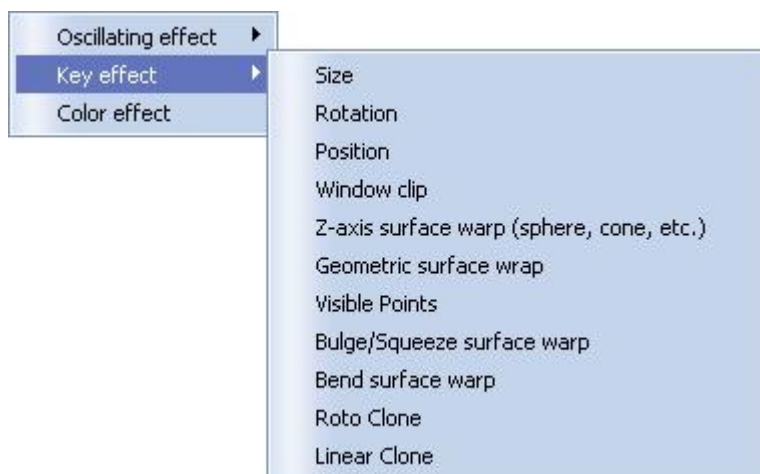 Oscillating effect
Key effect
Color effect
Size
Rotation
Position
Window clip
Z-axis surface warp (sphere, cone, etc.)
Geometric surface wrap
Visible Points
Bulge/Squeeze surface warp
Bend surface warp
Roto Clone
Linear Clone